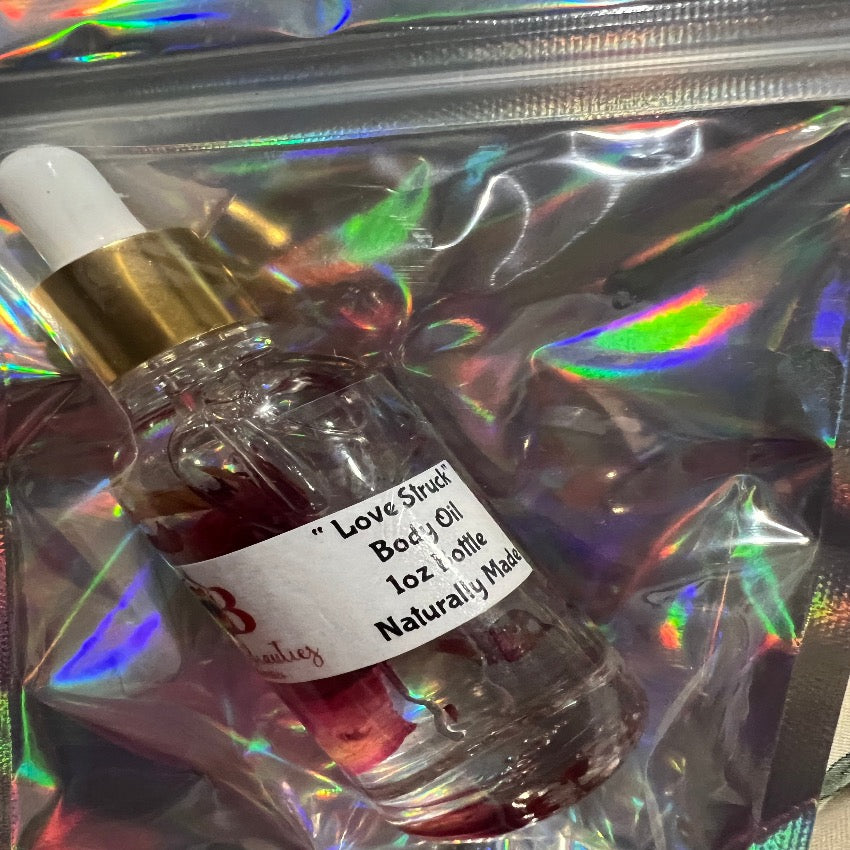 " Love Struck"
Body Oil
1oz Bottle
Naturally Made
B